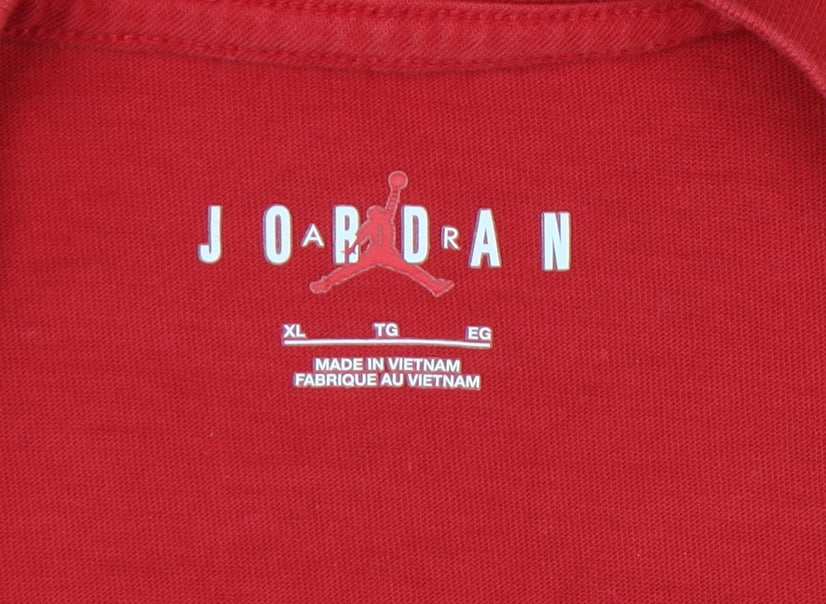 JORDAN
AIR
XL TG EG
MADE IN VIETNAM
FABRIQUE AU VIETNAM